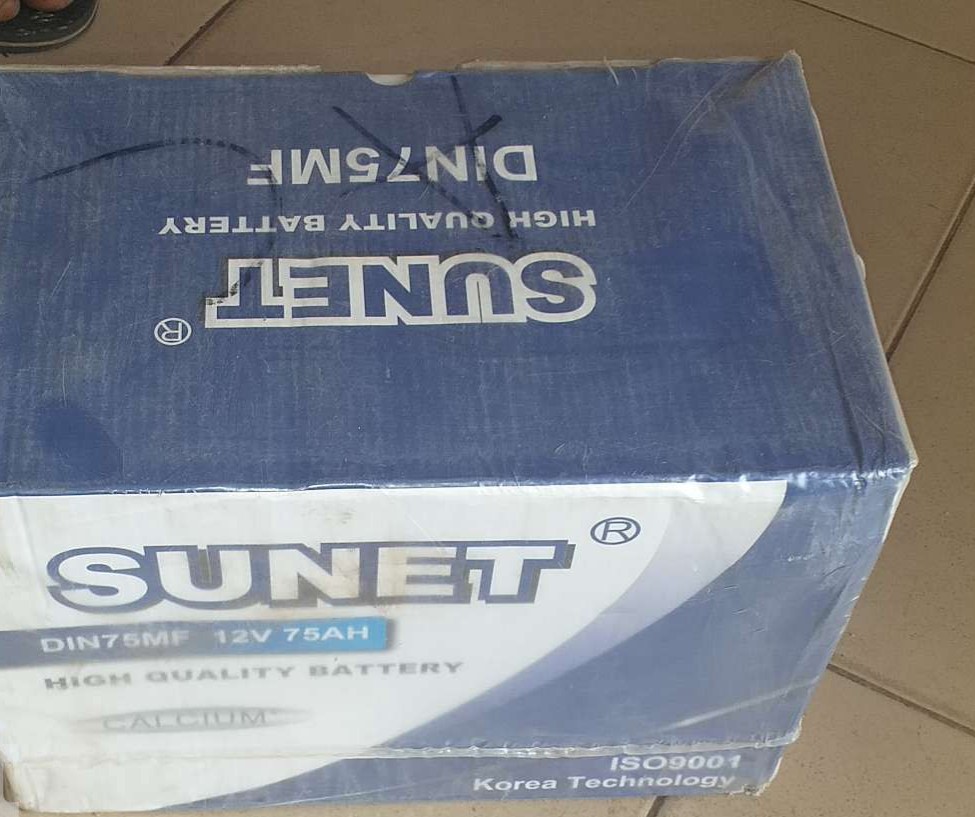 DIN75MF
HIGH QUALITY BATTERY
SUNET®
SUNET®
DIN75MF 12V 75AH
HIGH QUALITY BATTERY
CALCIUM+
ISO9001
Korea Technology